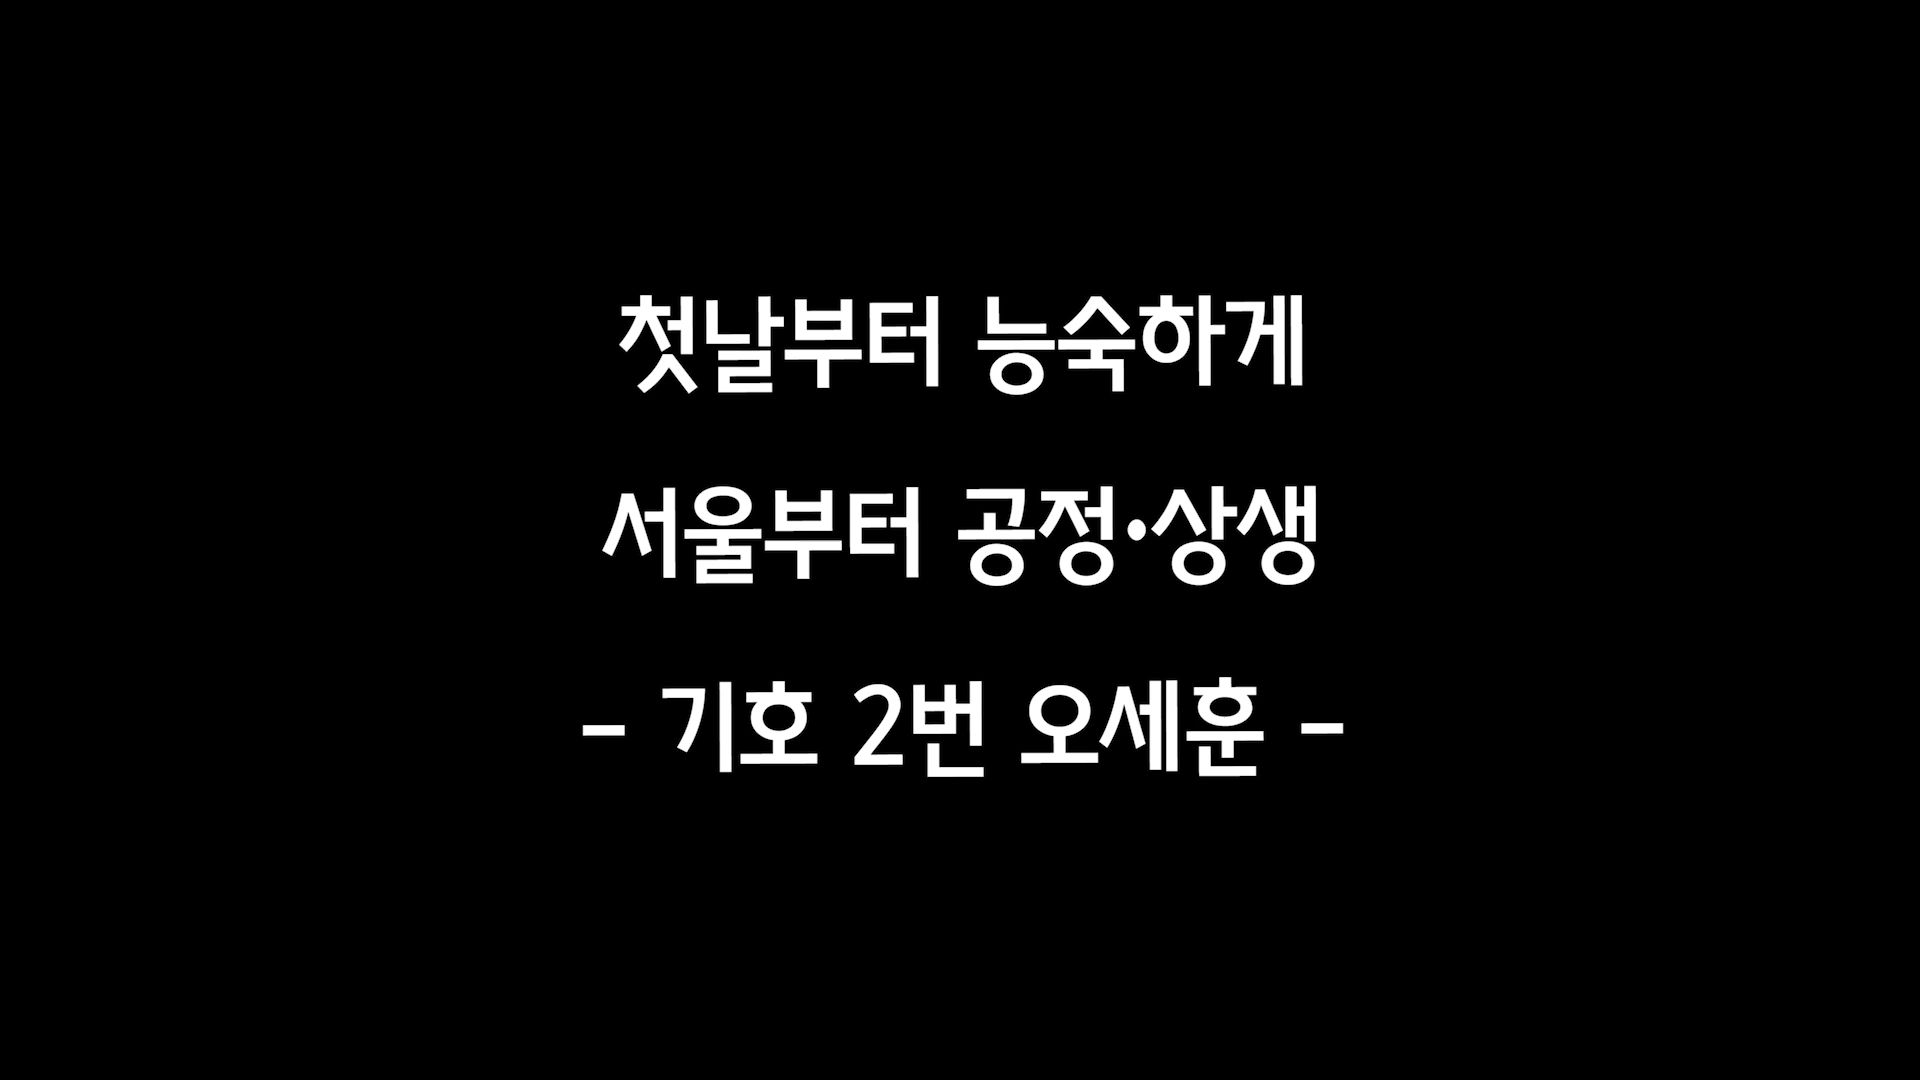 첫날부터 능숙하게
서울부터 공정·상생
- 기호 2번 오세훈 -